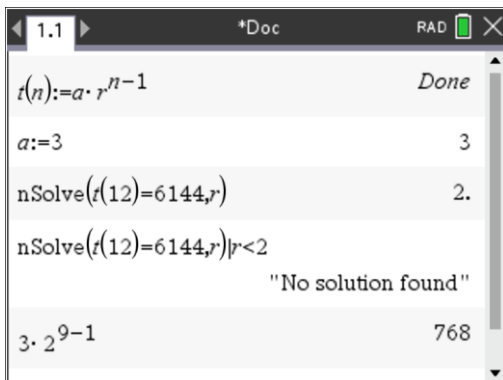 1.1 *Doc RAD
t(n):=a·r^(n−1) Done
a:=3 3
nSolve(t(12)=6144,r) 2.
nSolve(t(12)=6144,r)|r<2
"No solution found"
3·2^(9−1) 768